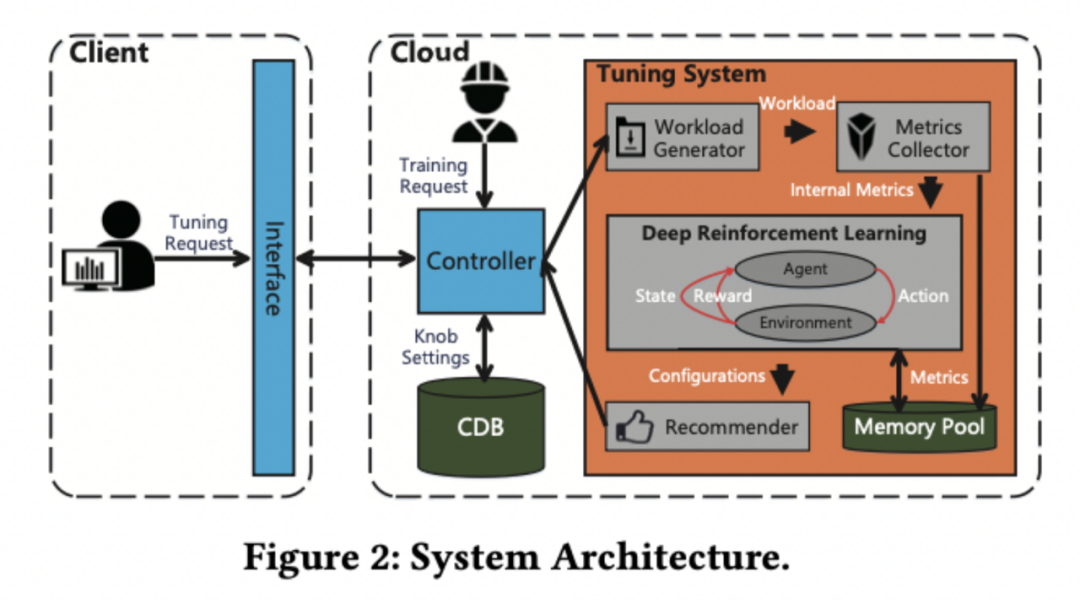 Client
Cloud
Tuning System
Workload
Workload
Generator
Metrics
Collector
Training
Request
Internal Metrics
Tuning
Request
Interface
Controller
Deep Reinforcement Learning
Agent
State
Reward
Action
Environment
Knob
Settings
Configurations
Metrics
CDB
Recommender
Memory Pool
Figure 2: System Architecture.